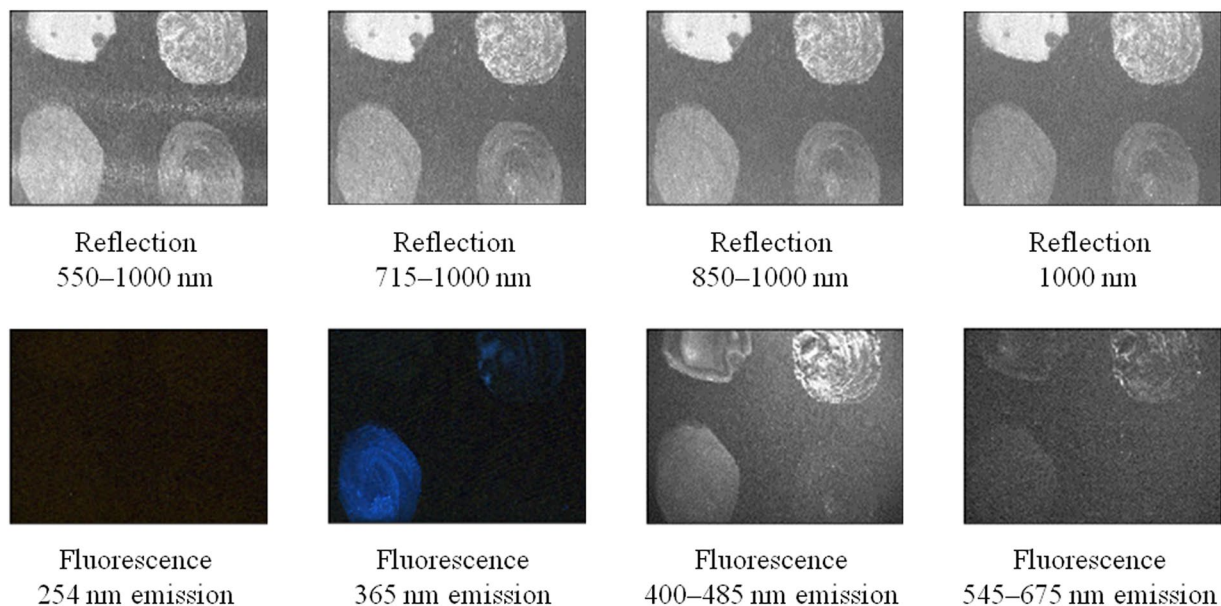 Reflection
550–1000 nm
Reflection
715–1000 nm
Reflection
850–1000 nm
Reflection
1000 nm
Fluorescence
254 nm emission
Fluorescence
365 nm emission
Fluorescence
400–485 nm emission
Fluorescence
545–675 nm emission